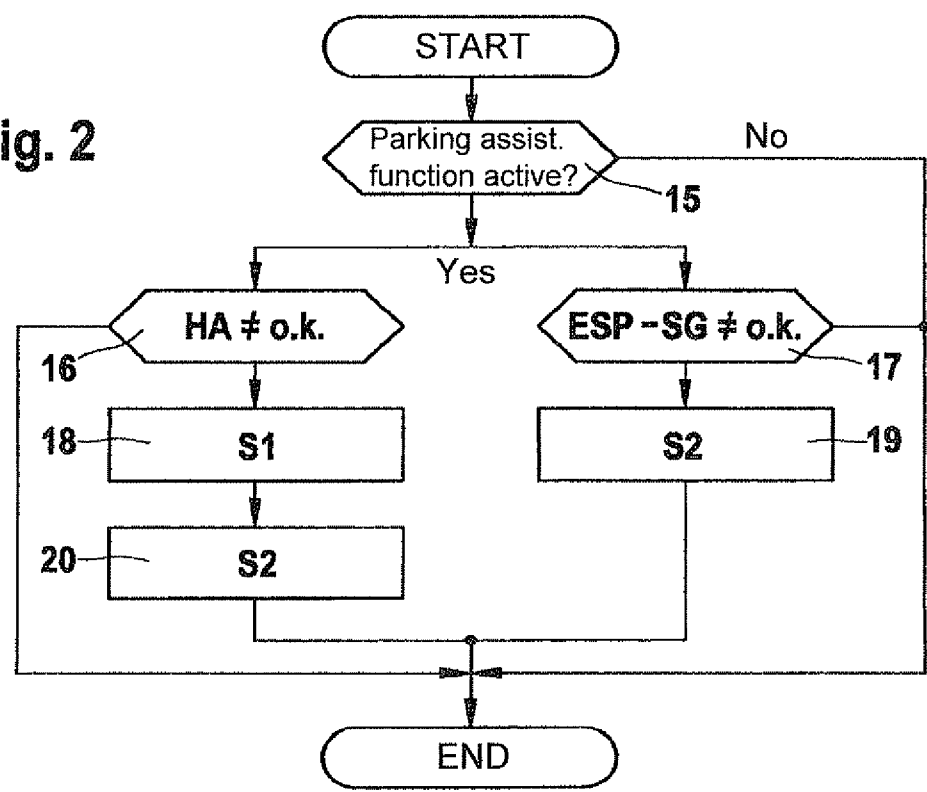 START
ig. 2
Parking assist.
function active?
No
15
Yes
HA ≠ o.k.
ESP-SG ≠ o.k.
16
17
18
S1
S2
19
20
S2
END